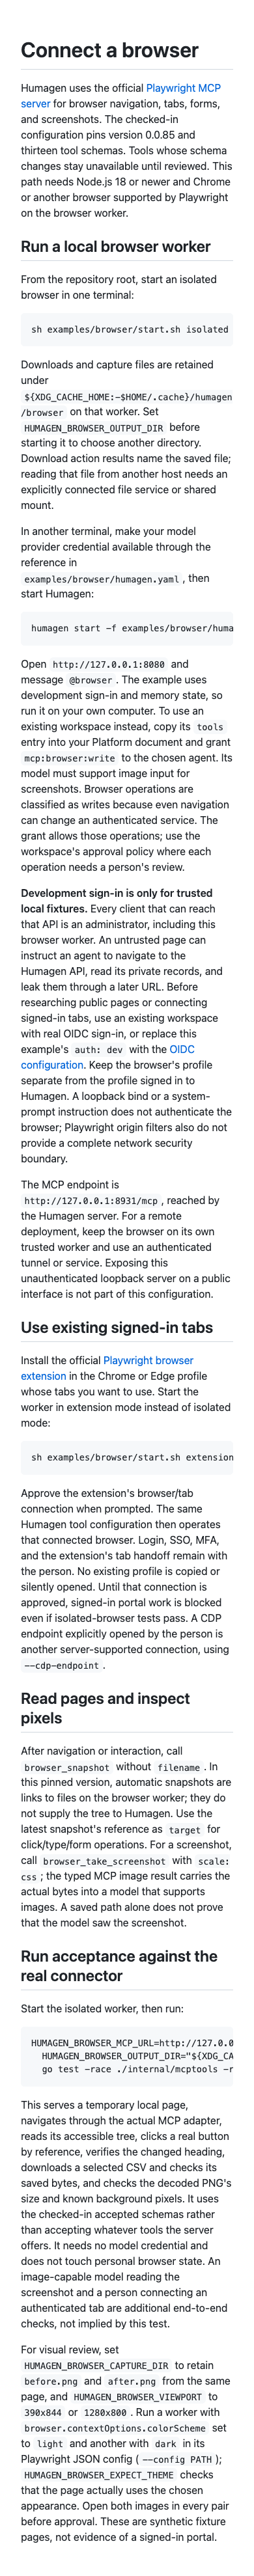 Connect a browser
Humagen uses the official Playwright MCP
server for browser navigation, tabs, forms,
and screenshots. The checked-in
configuration pins version 0.0.85 and
thirteen tool schemas. Tools whose schema
changes stay unavailable until reviewed. This
path needs Node.js 18 or newer and Chrome
or another browser supported by Playwright
on the browser worker.
Run a local browser worker
From the repository root, start an isolated
browser in one terminal:
sh examples/browser/start.sh isolated
Downloads and capture files are retained
under
${XDG_CACHE_HOME:-$HOME/.cache}/humagen
/browser on that worker. Set
HUMAGEN_BROWSER_OUTPUT_DIR before
starting it to choose another directory.
Download action results name the saved file;
reading that file from another host needs an
explicitly connected file service or shared
mount.
In another terminal, make your model
provider credential available through the
reference in
examples/browser/humagen.yaml , then
start Humagen:
humagen start -f examples/browser/huma
Open http://127.0.0.1:8080 and
message @browser . The example uses
development sign-in and memory state, so
run it on your own computer. To use an
existing workspace instead, copy its tools
entry into your Platform document and grant
mcp:browser:write to the chosen agent. Its
model must support image input for
screenshots. Browser operations are
classified as writes because even navigation
can change an authenticated service. The
grant allows those operations; use the
workspace's approval policy where each
operation needs a person's review.
Development sign-in is only for trusted
local fixtures. Every client that can reach
that API is an administrator, including this
browser worker. An untrusted page can
instruct an agent to navigate to the
Humagen API, read its private records, and
leak them through a later URL. Before
researching public pages or connecting
signed-in tabs, use an existing workspace
with real OIDC sign-in, or replace this
example's auth: dev with the OIDC
configuration. Keep the browser's profile
separate from the profile signed in to
Humagen. A loopback bind or a system-
prompt instruction does not authenticate the
browser; Playwright origin filters also do not
provide a complete network security
boundary.
The MCP endpoint is
http://127.0.0.1:8931/mcp , reached by
the Humagen server. For a remote
deployment, keep the browser on its own
trusted worker and use an authenticated
tunnel or service. Exposing this
unauthenticated loopback server on a public
interface is not part of this configuration.
Use existing signed-in tabs
Install the official Playwright browser
extension in the Chrome or Edge profile
whose tabs you want to use. Start the
worker in extension mode instead of isolated
mode:
sh examples/browser/start.sh extension
Approve the extension's browser/tab
connection when prompted. The same
Humagen tool configuration then operates
that connected browser. Login, SSO, MFA,
and the extension's tab handoff remain with
the person. No existing profile is copied or
silently opened. Until that connection is
approved, signed-in portal work is blocked
even if isolated-browser tests pass. A CDP
endpoint explicitly opened by the person is
another server-supported connection, using
--cdp-endpoint .
Read pages and inspect
pixels
After navigation or interaction, call
browser_snapshot without filename . In
this pinned version, automatic snapshots are
links to files on the browser worker; they do
not supply the tree to Humagen. Use the
latest snapshot's reference as target for
click/type/form operations. For a screenshot,
call browser_take_screenshot with scale:
css ; the typed MCP image result carries the
actual bytes into a model that supports
images. A saved path alone does not prove
that the model saw the screenshot.
Run acceptance against the
real connector
Start the isolated worker, then run:
HUMAGEN_BROWSER_MCP_URL=http://127.0.0
HUMAGEN_BROWSER_OUTPUT_DIR="${XDG_CA
go test -race ./internal/mcptools -r
This serves a temporary local page,
navigates through the actual MCP adapter,
reads its accessible tree, clicks a real button
by reference, verifies the changed heading,
downloads a selected CSV and checks its
saved bytes, and checks the decoded PNG's
size and known background pixels. It uses
the checked-in accepted schemas rather
than accepting whatever tools the server
offers. It needs no model credential and
does not touch personal browser state. An
image-capable model reading the
screenshot and a person connecting an
authenticated tab are additional end-to-end
checks, not implied by this test.
For visual review, set
HUMAGEN_BROWSER_CAPTURE_DIR to retain
before.png and after.png from the same
page, and HUMAGEN_BROWSER_VIEWPORT to
390x844 or 1280x800 . Run a worker with
browser.contextOptions.colorScheme set
to light and another with dark in its
Playwright JSON config ( --config PATH );
HUMAGEN_BROWSER_EXPECT_THEME checks
that the page actually uses the chosen
appearance. Open both images in every pair
before approval. These are synthetic fixture
pages, not evidence of a signed-in portal.